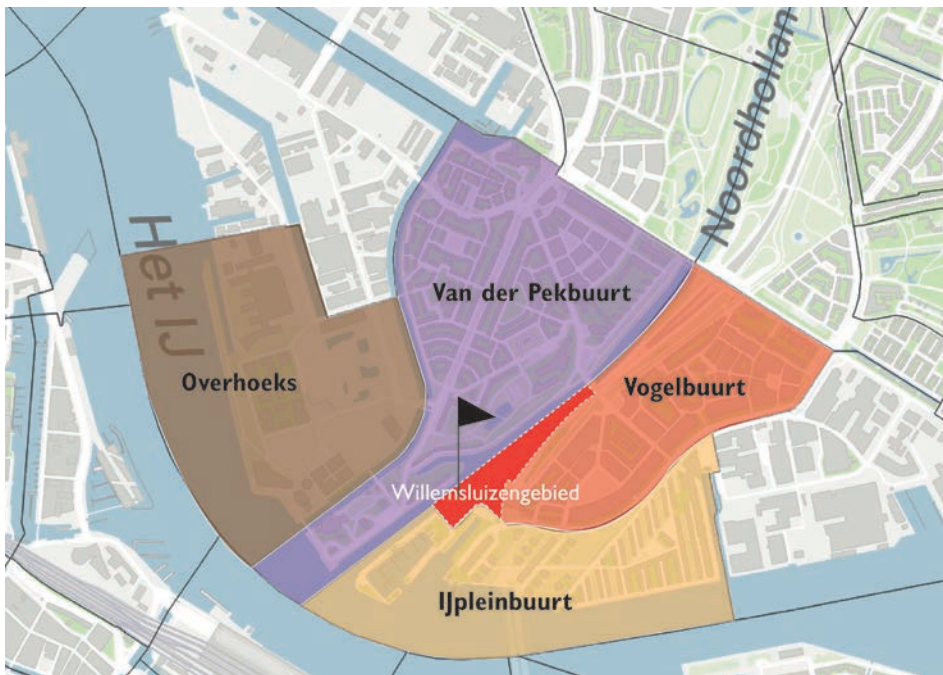 Noordhollan
Het IJ
Van der Pekbuurt
Overhoeks
Vogelbuurt
Willemsluizengebied
IJpleinbuurt